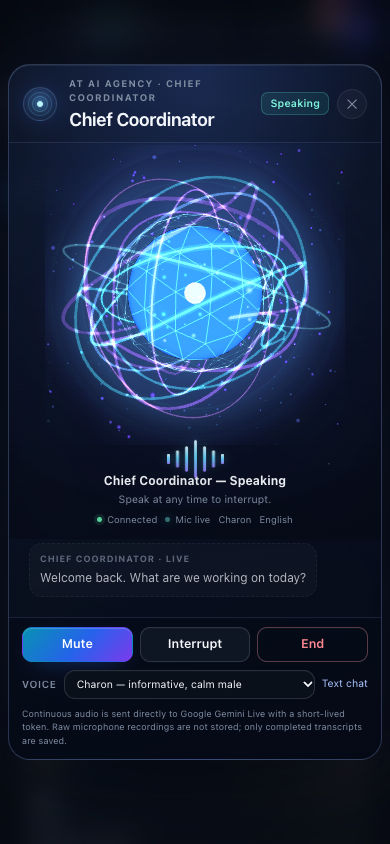 AT AI AGENCY · CHIEF
COORDINATOR
Chief Coordinator
Speaking
Chief Coordinator — Speaking
Speak at any time to interrupt.
Connected Mic live Charon English
CHIEF COORDINATOR · LIVE
Welcome back. What are we working on today?
Mute Interrupt End
VOICE Charon — informative, calm male Text chat
Continuous audio is sent directly to Google Gemini Live with a short-lived
token. Raw microphone recordings are not stored; only completed transcripts
are saved.